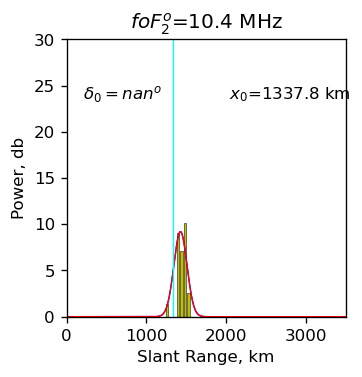 foF₂ᵒ=10.4 MHz
30
25
20
15
10
5
0
Power, db
δ₀ = nanᵒ
x₀=1337.8 km
0 1000 2000 3000
Slant Range, km